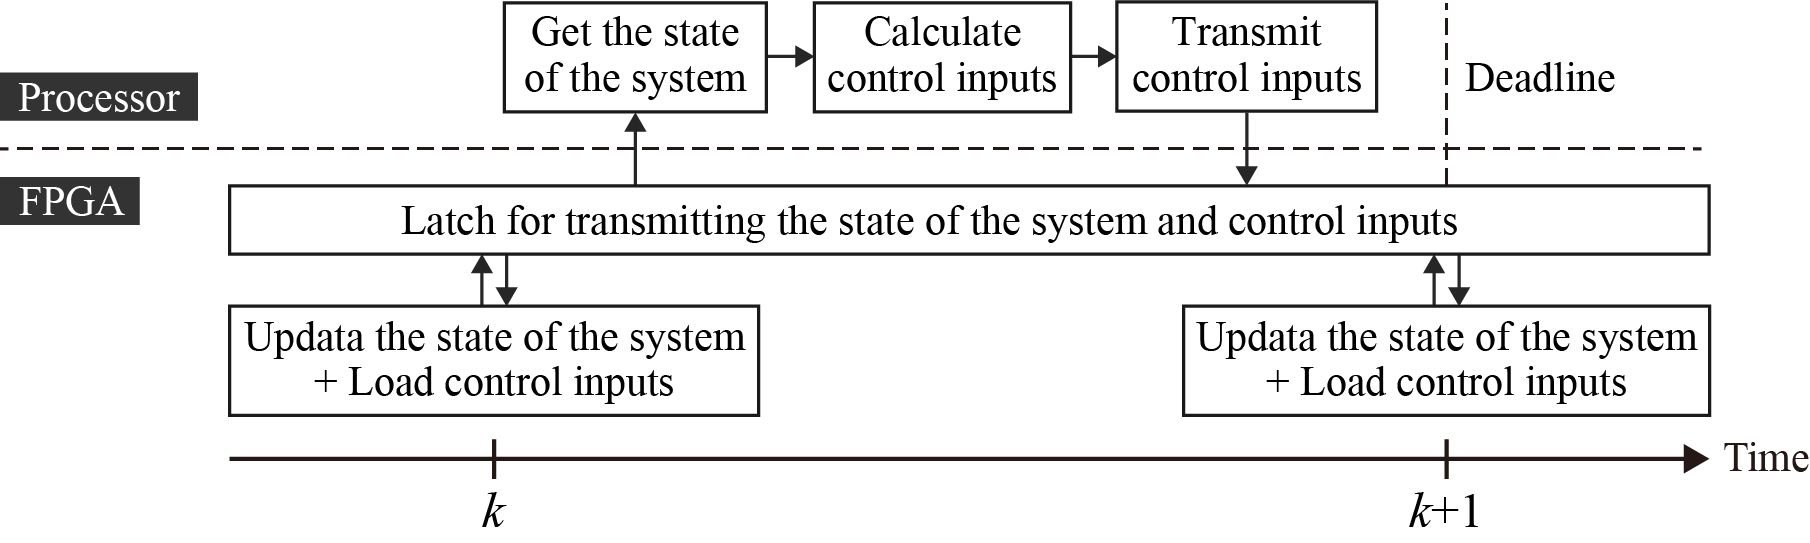 Get the state
of the system
Calculate
control inputs
Transmit
control inputs
Deadline
Processor
FPGA
Latch for transmitting the state of the system and control inputs
Updata the state of the system
+ Load control inputs
Updata the state of the system
+ Load control inputs
Time
k
k+1